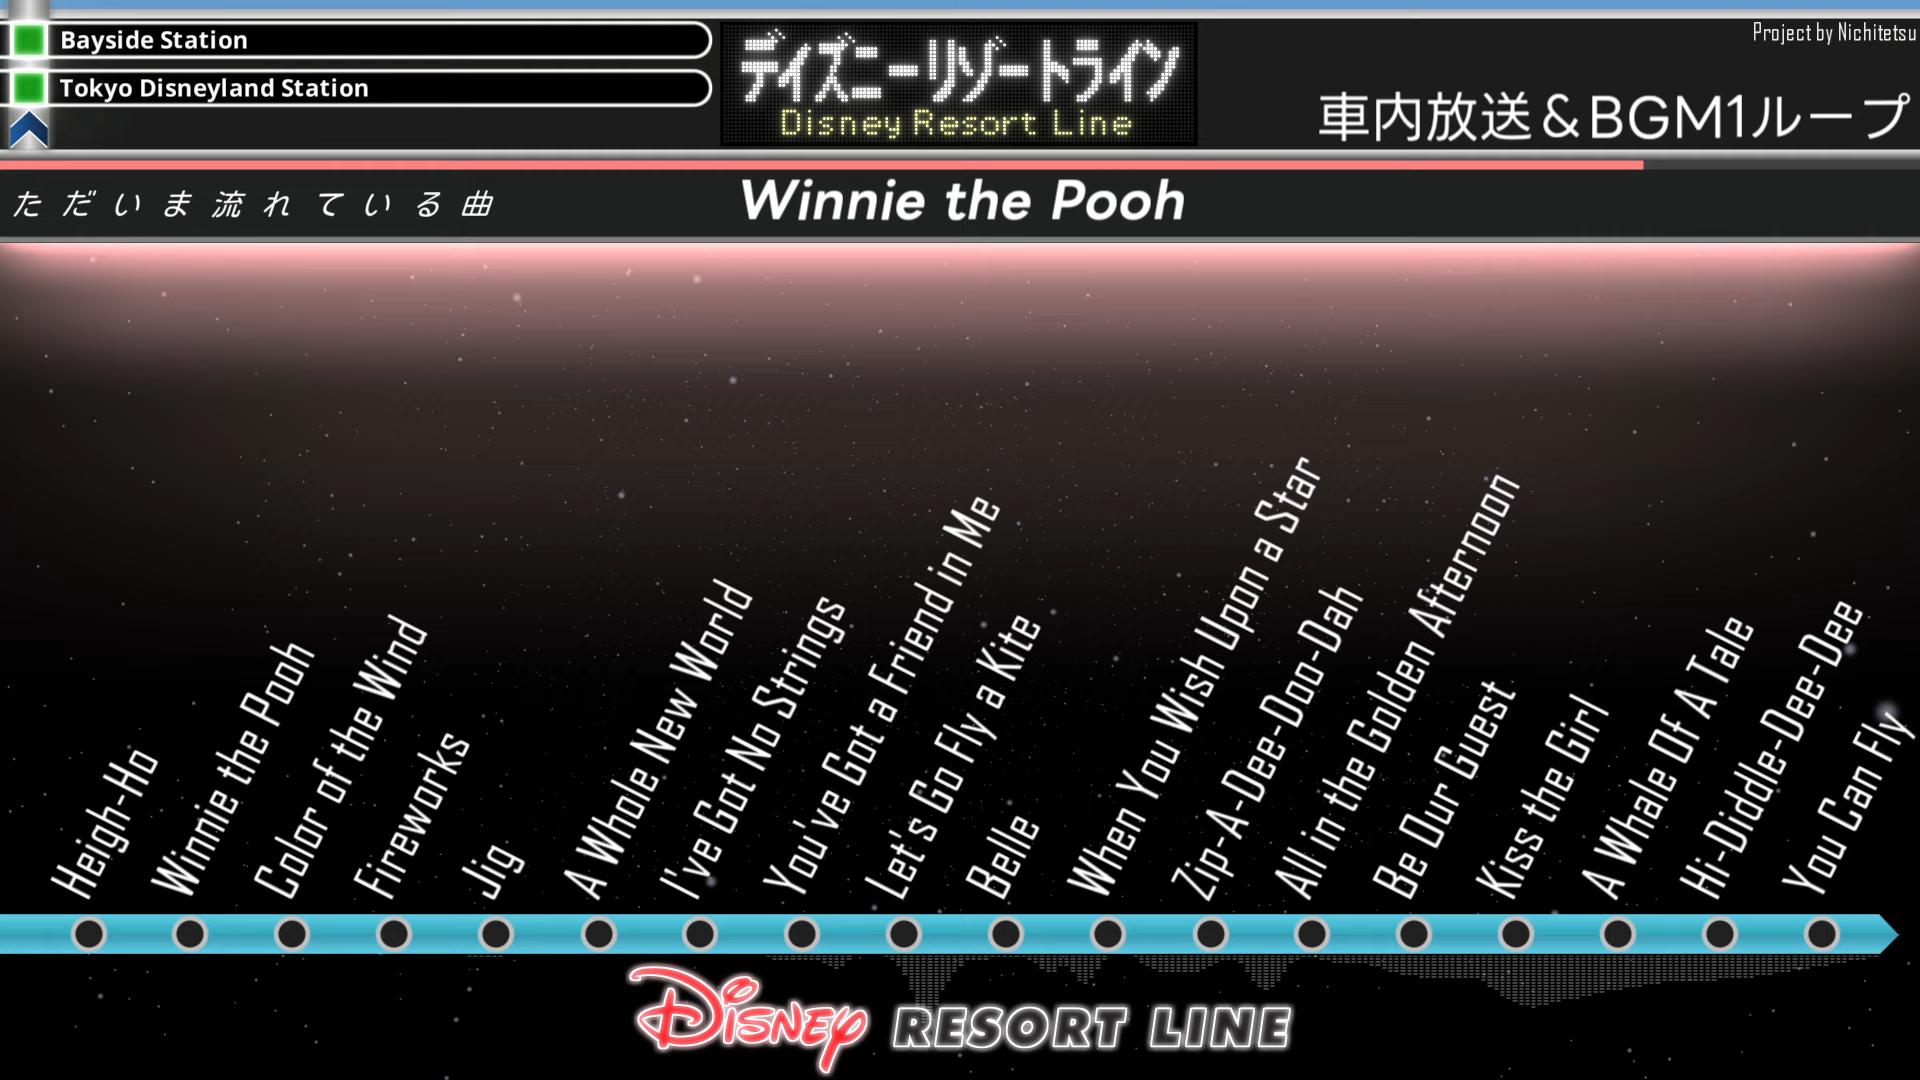 Bayside Station
Tokyo Disneyland Station
ディズニーリゾートライン
Disney Resort Line
Project by Nichitetsu
車内放送&BGM1ループ
ただいま流れている曲
Winnie the Pooh
Heigh-Ho
Winnie the Pooh
Color of the Wind
Fireworks
Jig
A Whole New World
I've Got No Strings
You've Got a Friend in Me
Let's Go Fly a Kite
Belle
When You Wish Upon a Star
Zip-A-Dee-Doo-Dah
All in the Golden Afternoon
Be Our Guest
Kiss the Girl
A Whale Of A Tale
Hi-Diddle-Dee-Dee
You Can Fly
Disney RESORT LINE